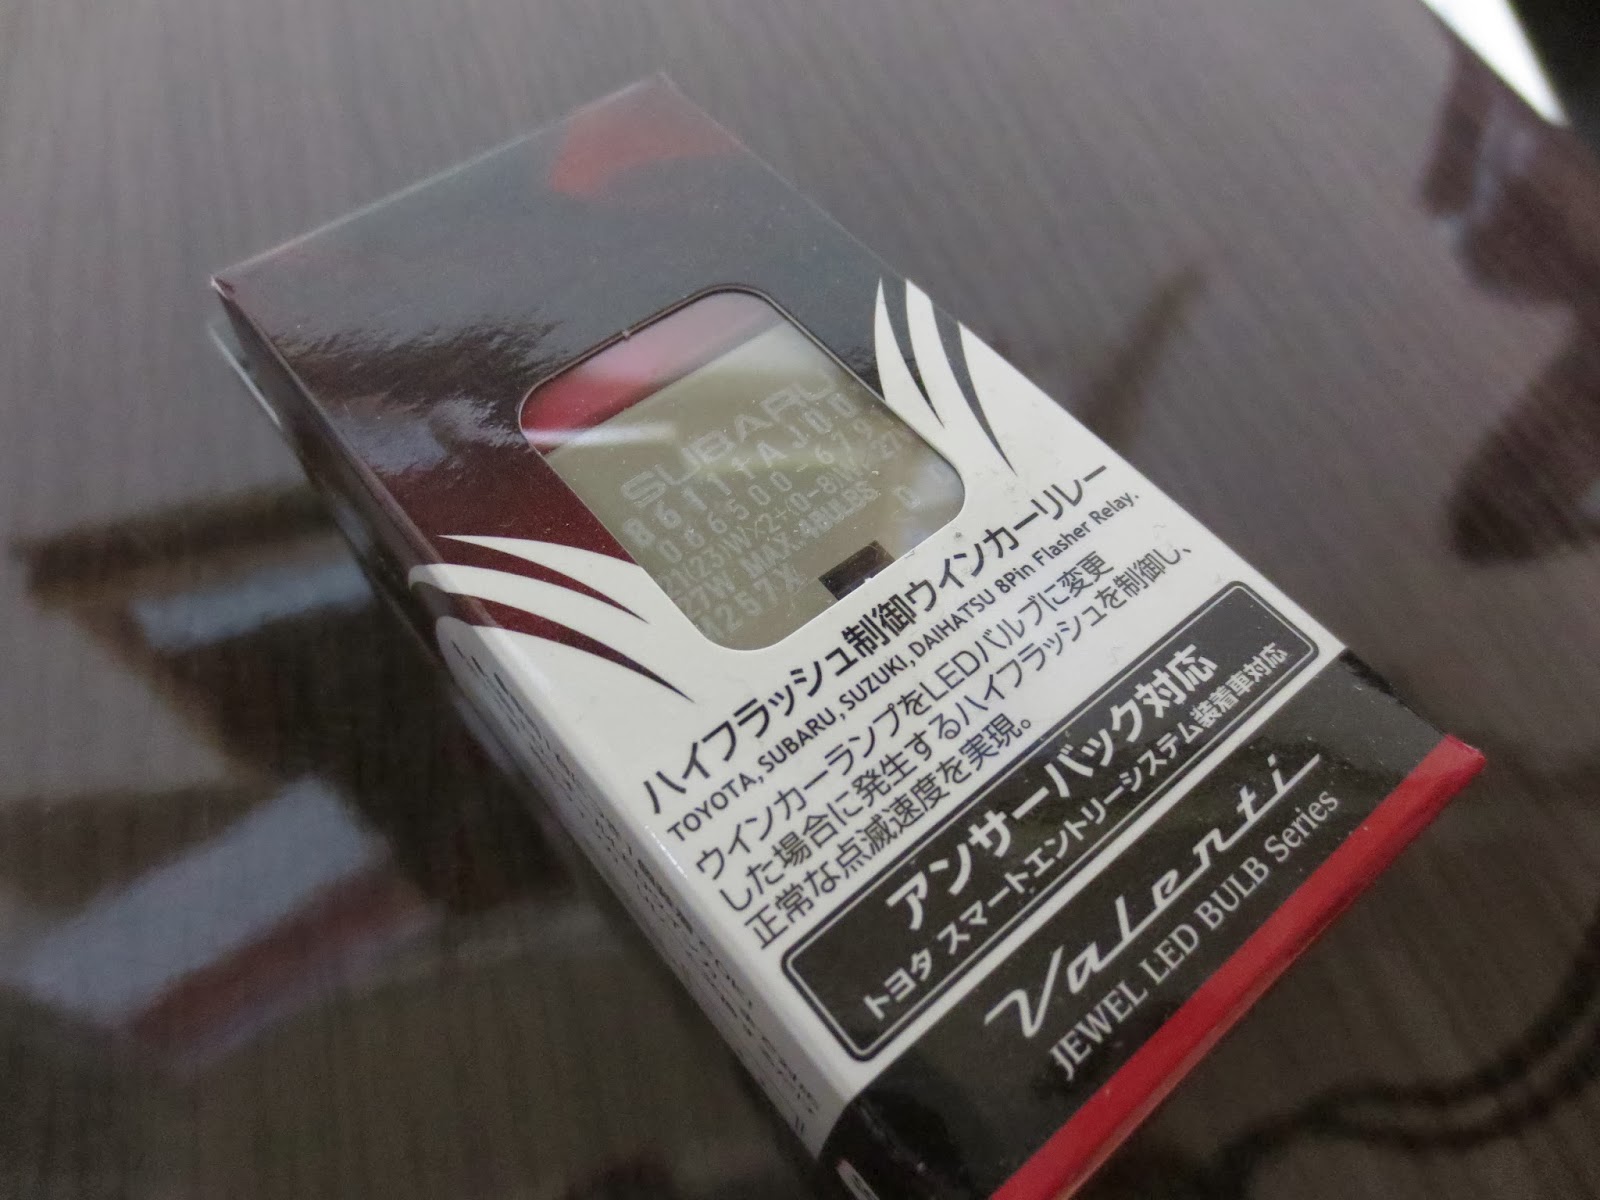 SUBARU
86111TAJ00
066500-679
MAX.4BULBS
27W
M257X
ハイフラッシュ制御ウインカーリレー
TOYOTA, SUBARU, SUZUKI, DAIHATSU 8Pin Flasher Relay.
ウインカーランプをLEDバルブに変更
した場合に発生するハイフラッシュを制御し、
正常な点滅速度を実現。
アンサーバック対応
トヨタ スマートエントリーシステム装着車対応
Valenti
JEWEL LED BULB Series